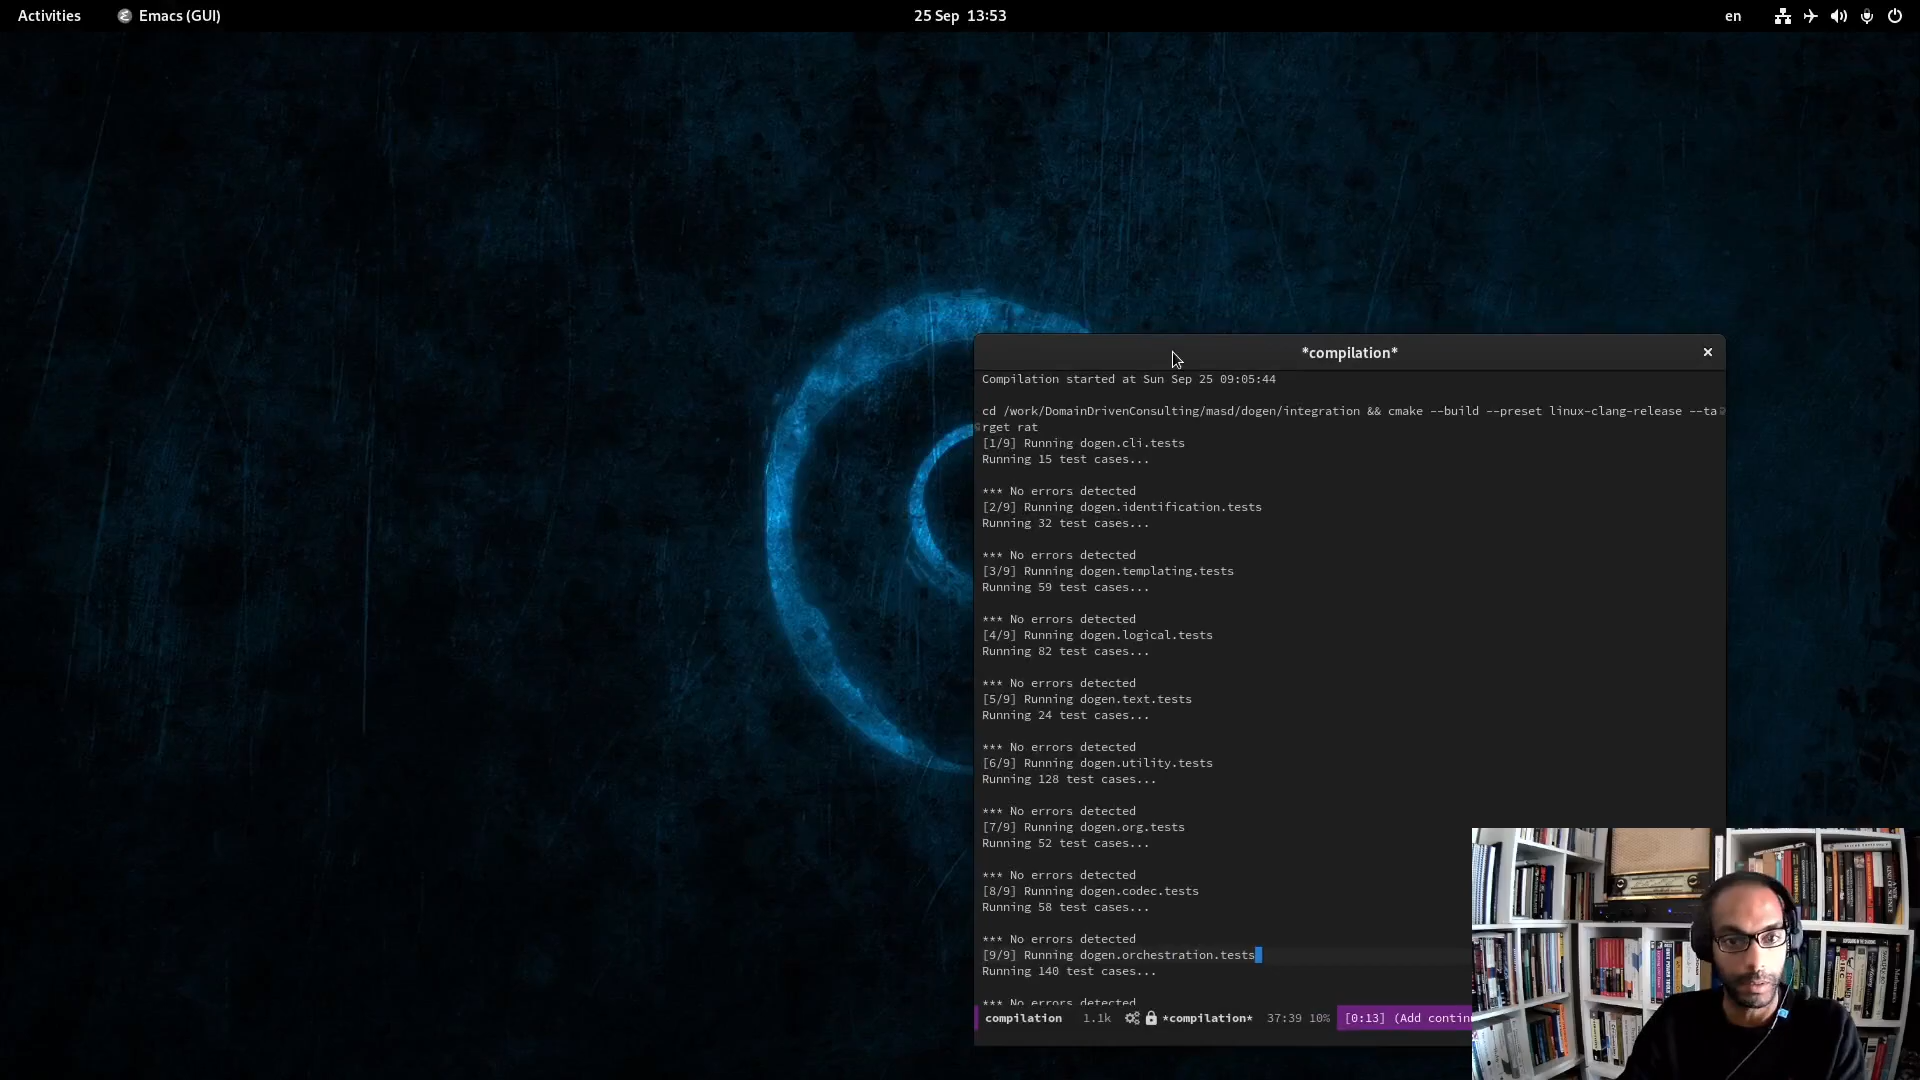 Activities
Emacs (GUI)
25 Sep 13:53
en
*compilation*
Compilation started at Sun Sep 25 09:05:44
cd /work/DomainDrivenConsulting/masd/dogen/integration && cmake --build --preset linux-clang-release --ta
rget rat
[1/9] Running dogen.cli.tests
Running 15 test cases...
*** No errors detected
[2/9] Running dogen.identification.tests
Running 32 test cases...
*** No errors detected
[3/9] Running dogen.templating.tests
Running 59 test cases...
*** No errors detected
[4/9] Running dogen.logical.tests
Running 82 test cases...
*** No errors detected
[5/9] Running dogen.text.tests
Running 24 test cases...
*** No errors detected
[6/9] Running dogen.utility.tests
Running 128 test cases...
*** No errors detected
[7/9] Running dogen.org.tests
Running 52 test cases...
*** No errors detected
[8/9] Running dogen.codec.tests
Running 58 test cases...
*** No errors detected
[9/9] Running dogen.orchestration.tests
Running 140 test cases...
*** No errors detected
compilation 1.1k *compilation* 37:39 10% [0:13] (Add contin